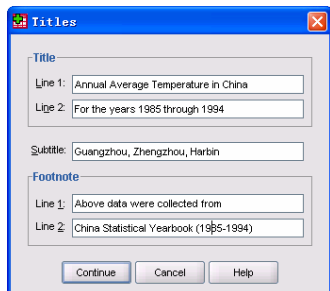 Titles
Title
Line 1: Annual Average Temperature in China
Line 2: For the years 1985 through 1994
Subtitle: Guangzhou, Zhengzhou, Harbin
Footnote
Line 1: Above data were collected from
Line 2: China Statistical Yearbook (1985-1994)
Continue Cancel Help